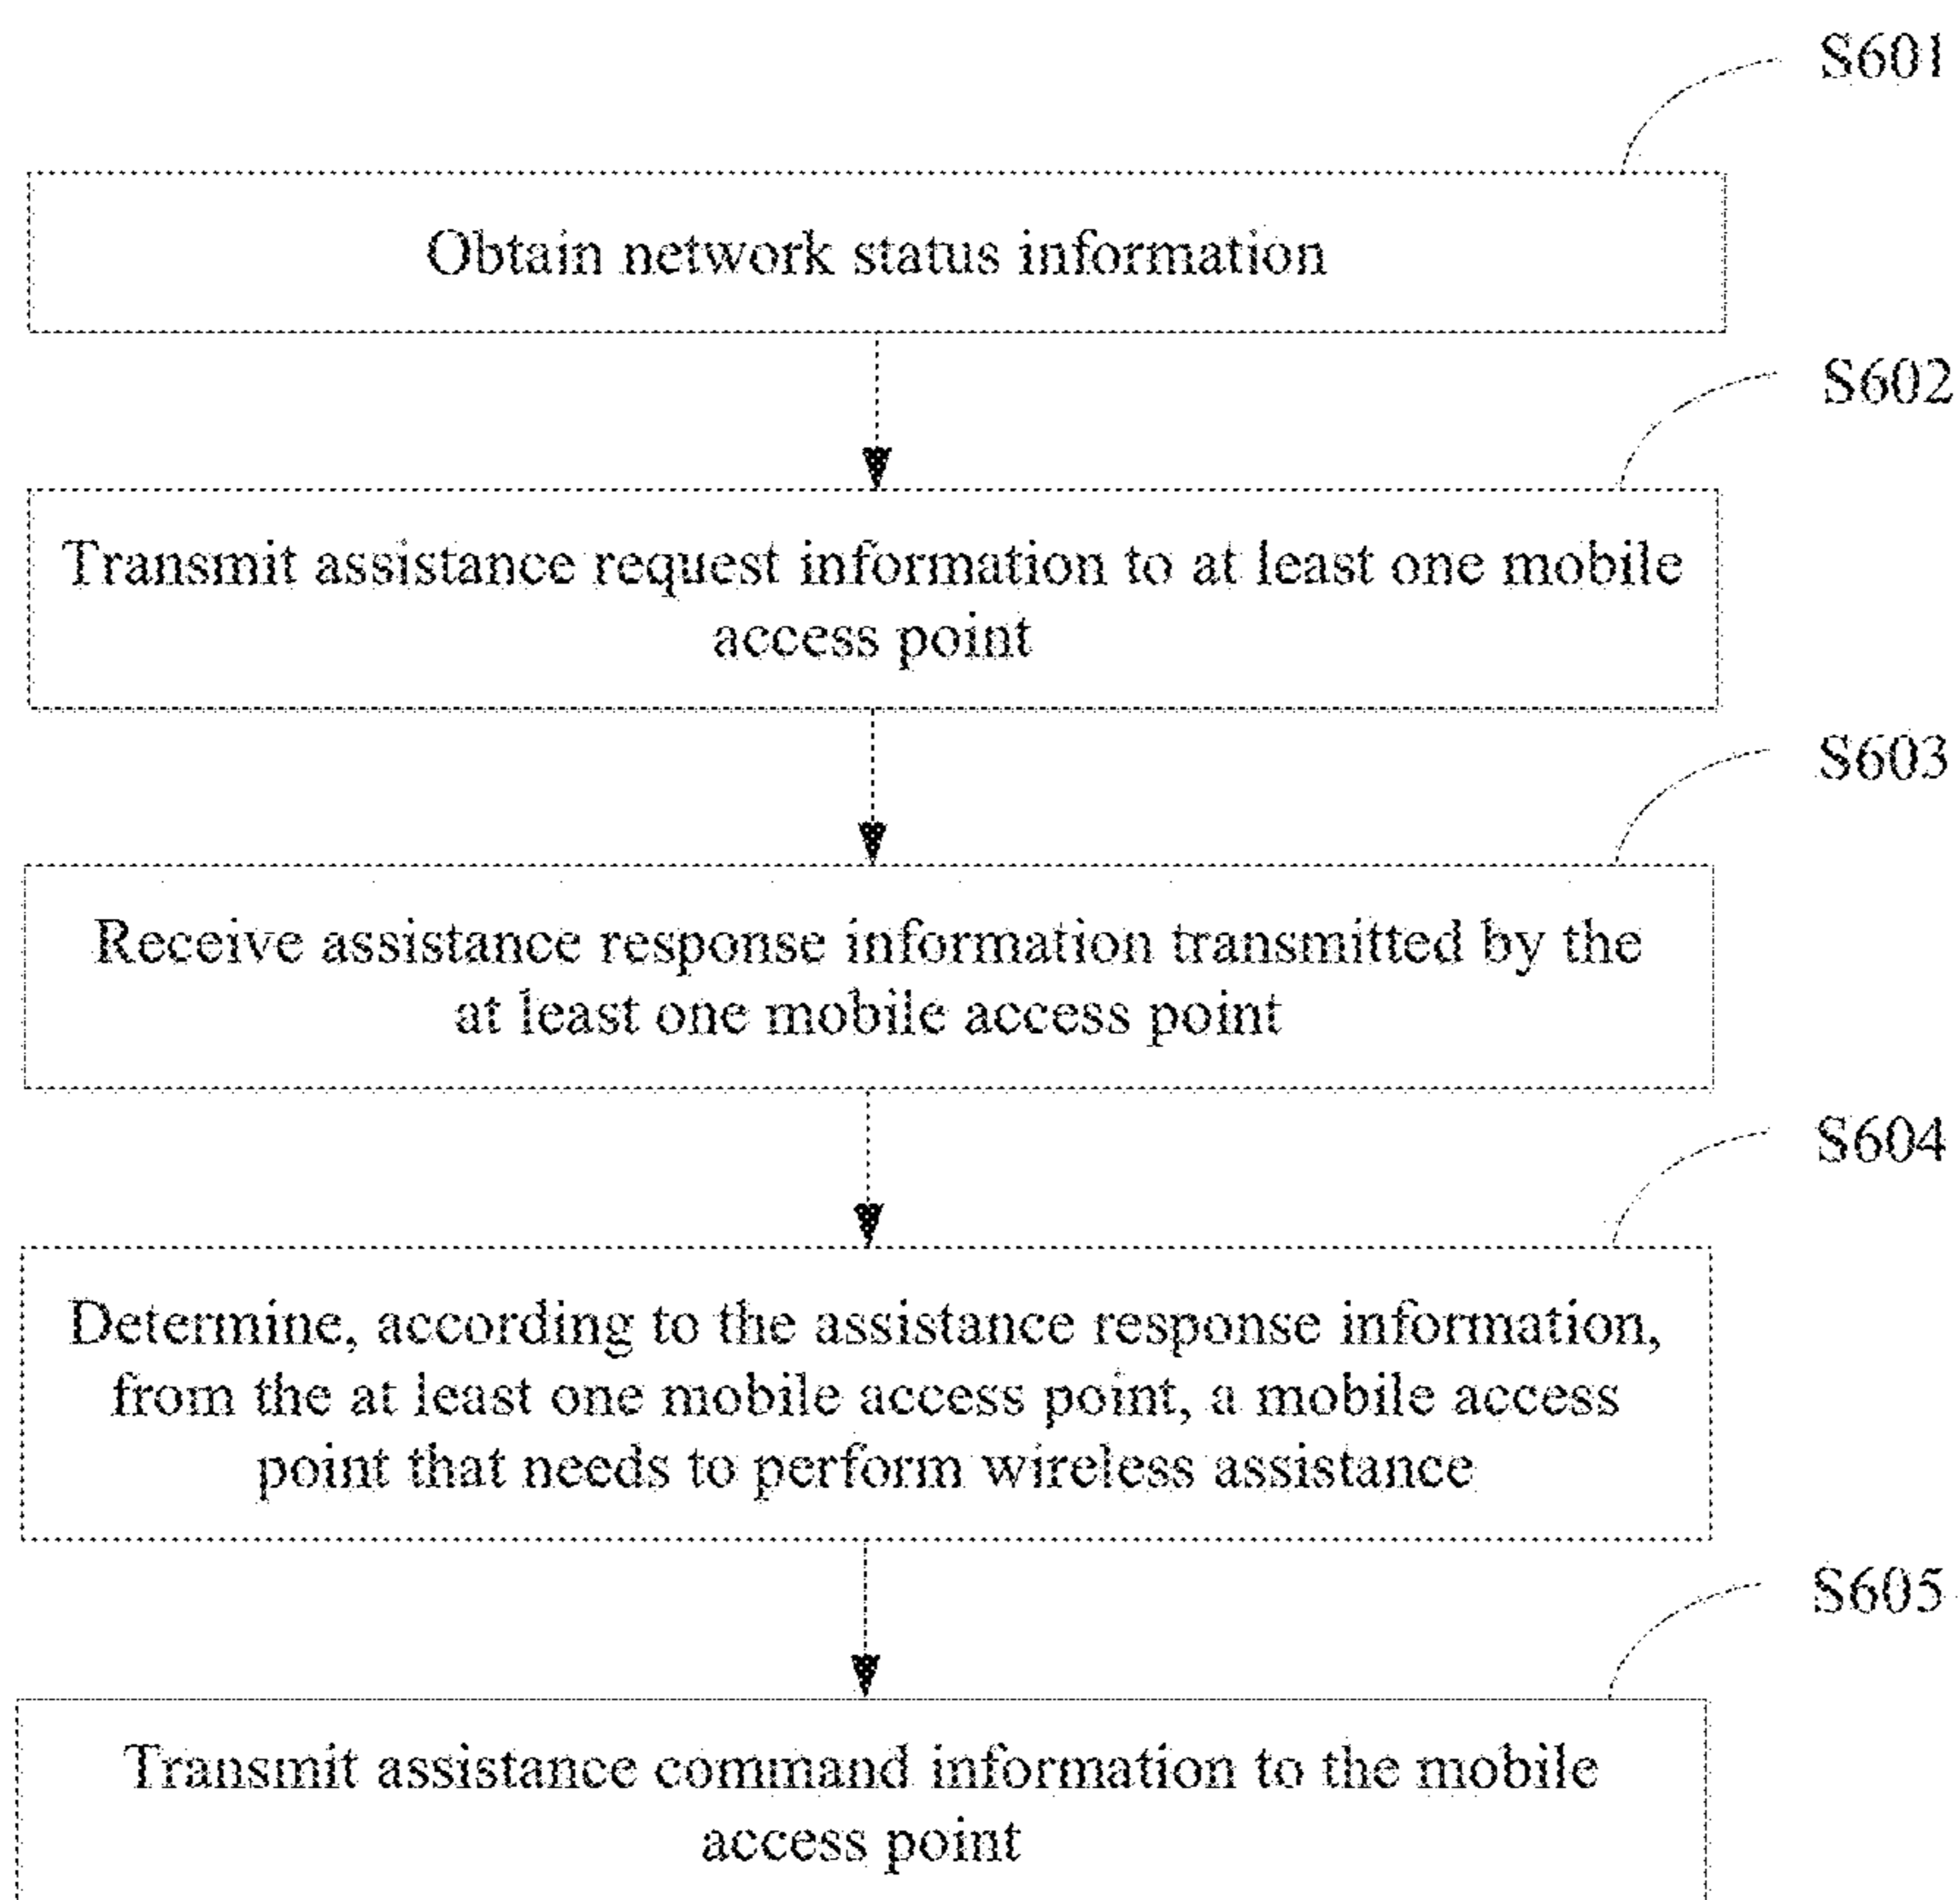 S601
Obtain network status information
S602
Transmit assistance request information to at least one mobile
access point
S603
Receive assistance response information transmitted by the
at least one mobile access point
S604
Determine, according to the assistance response information,
from the at least one mobile access point, a mobile access
point that needs to perform wireless assistance
S605
Transmit assistance command information to the mobile
access point